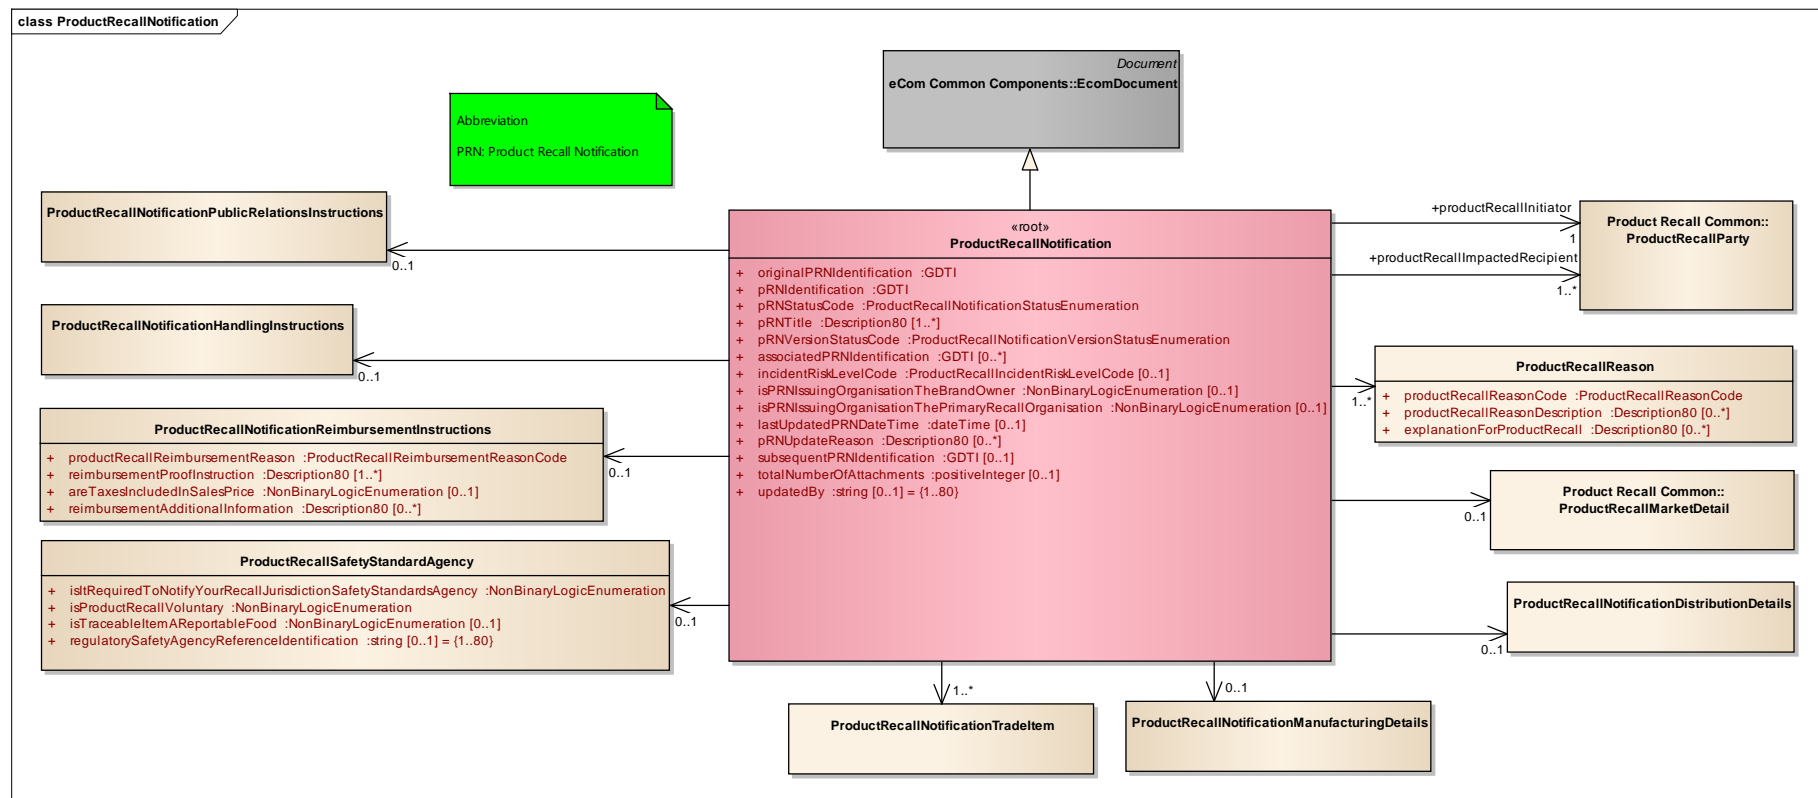 class ProductRecallNotification
Document
eCom Common Components::EcomDocument
Abbreviation
PRN: Product Recall Notification
ProductRecallNotificationPublicRelationsInstructions
0..1
ProductRecallNotificationHandlingInstructions
0..1
ProductRecallNotificationReimbursementInstructions
+ productRecallReimbursementReason :ProductRecallReimbursementReasonCode
+ reimbursementProofInstruction :Description80 [1..*]
+ areTaxesIncludedInSalesPrice :NonBinaryLogicEnumeration [0..1]
+ reimbursementAdditionalInformation :Description80 [0..*]
0..1
ProductRecallSafetyStandardAgency
+ isItRequiredToNotifyYourRecallJurisdictionSafetyStandardsAgency :NonBinaryLogicEnumeration
+ isProductRecallVoluntary :NonBinaryLogicEnumeration
+ isTraceableItemAReportableFood :NonBinaryLogicEnumeration [0..1]
+ regulatorySafetyAgencyReferenceIdentification :string [0..1] = {1..80}
0..1
«root»
ProductRecallNotification
+ originalPRNIdentification :GDTI
+ pRNIdentification :GDTI
+ pRNStatusCode :ProductRecallNotificationStatusEnumeration
+ pRNTitle :Description80 [1..*]
+ pRNVersionStatusCode :ProductRecallNotificationVersionStatusEnumeration
+ associatedPRNIdentification :GDTI [0..*]
+ incidentRiskLevelCode :ProductRecallIncidentRiskLevelCode [0..1]
+ isPRNIssuingOrganisationTheBrandOwner :NonBinaryLogicEnumeration [0..1]
+ isPRNIssuingOrganisationThePrimaryRecallOrganisation :NonBinaryLogicEnumeration [0..1]
+ lastUpdatedPRNDateTime :dateTime [0..1]
+ pRNUpdateReason :Description80 [0..*]
+ subsequentPRNIdentification :GDTI [0..1]
+ totalNumberOfAttachments :positiveInteger [0..1]
+ updatedBy :string [0..1] = {1..80}
+productRecallInitiator
1
+productRecallImpactedRecipient
1..*
Product Recall Common::
ProductRecallParty
ProductRecallReason
+ productRecallReasonCode :ProductRecallReasonCode
+ productRecallReasonDescription :Description80 [0..*]
+ explanationForProductRecall :Description80 [0..*]
1..*
Product Recall Common::
ProductRecallMarketDetail
0..1
ProductRecallNotificationDistributionDetails
0..1
1..*
ProductRecallNotificationTradeItem
0..1
ProductRecallNotificationManufacturingDetails